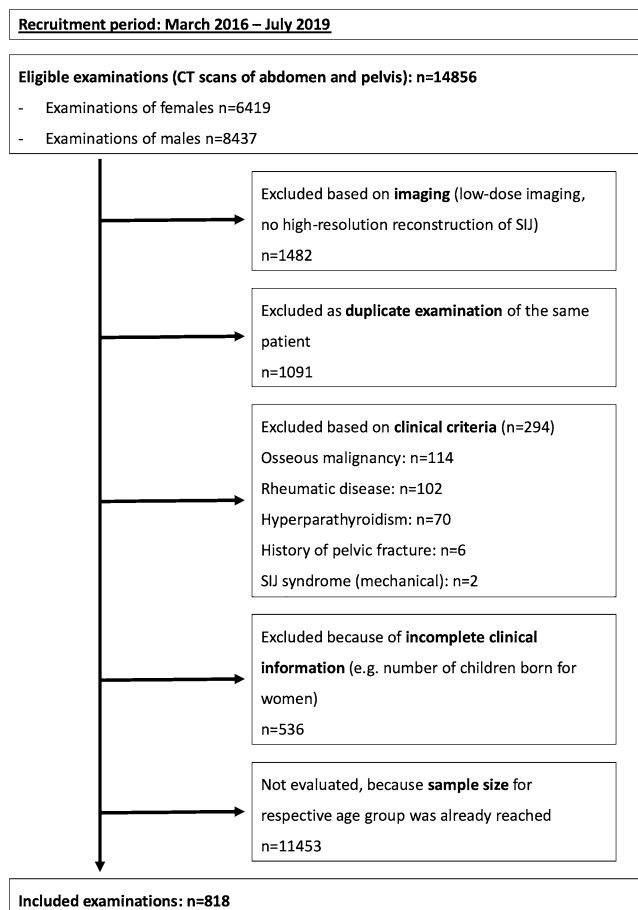 Recruitment period: March 2016 – July 2019
Eligible examinations (CT scans of abdomen and pelvis): n=14856
- Examinations of females n=6419
- Examinations of males n=8437
Excluded based on imaging (low-dose imaging,
no high-resolution reconstruction of SIJ)
n=1482
Excluded as duplicate examination of the same
patient
n=1091
Excluded based on clinical criteria (n=294)
Osseous malignancy: n=114
Rheumatic disease: n=102
Hyperparathyroidism: n=70
History of pelvic fracture: n=6
SIJ syndrome (mechanical): n=2
Excluded because of incomplete clinical
information (e.g. number of children born for
women)
n=536
Not evaluated, because sample size for
respective age group was already reached
n=11453
Included examinations: n=818